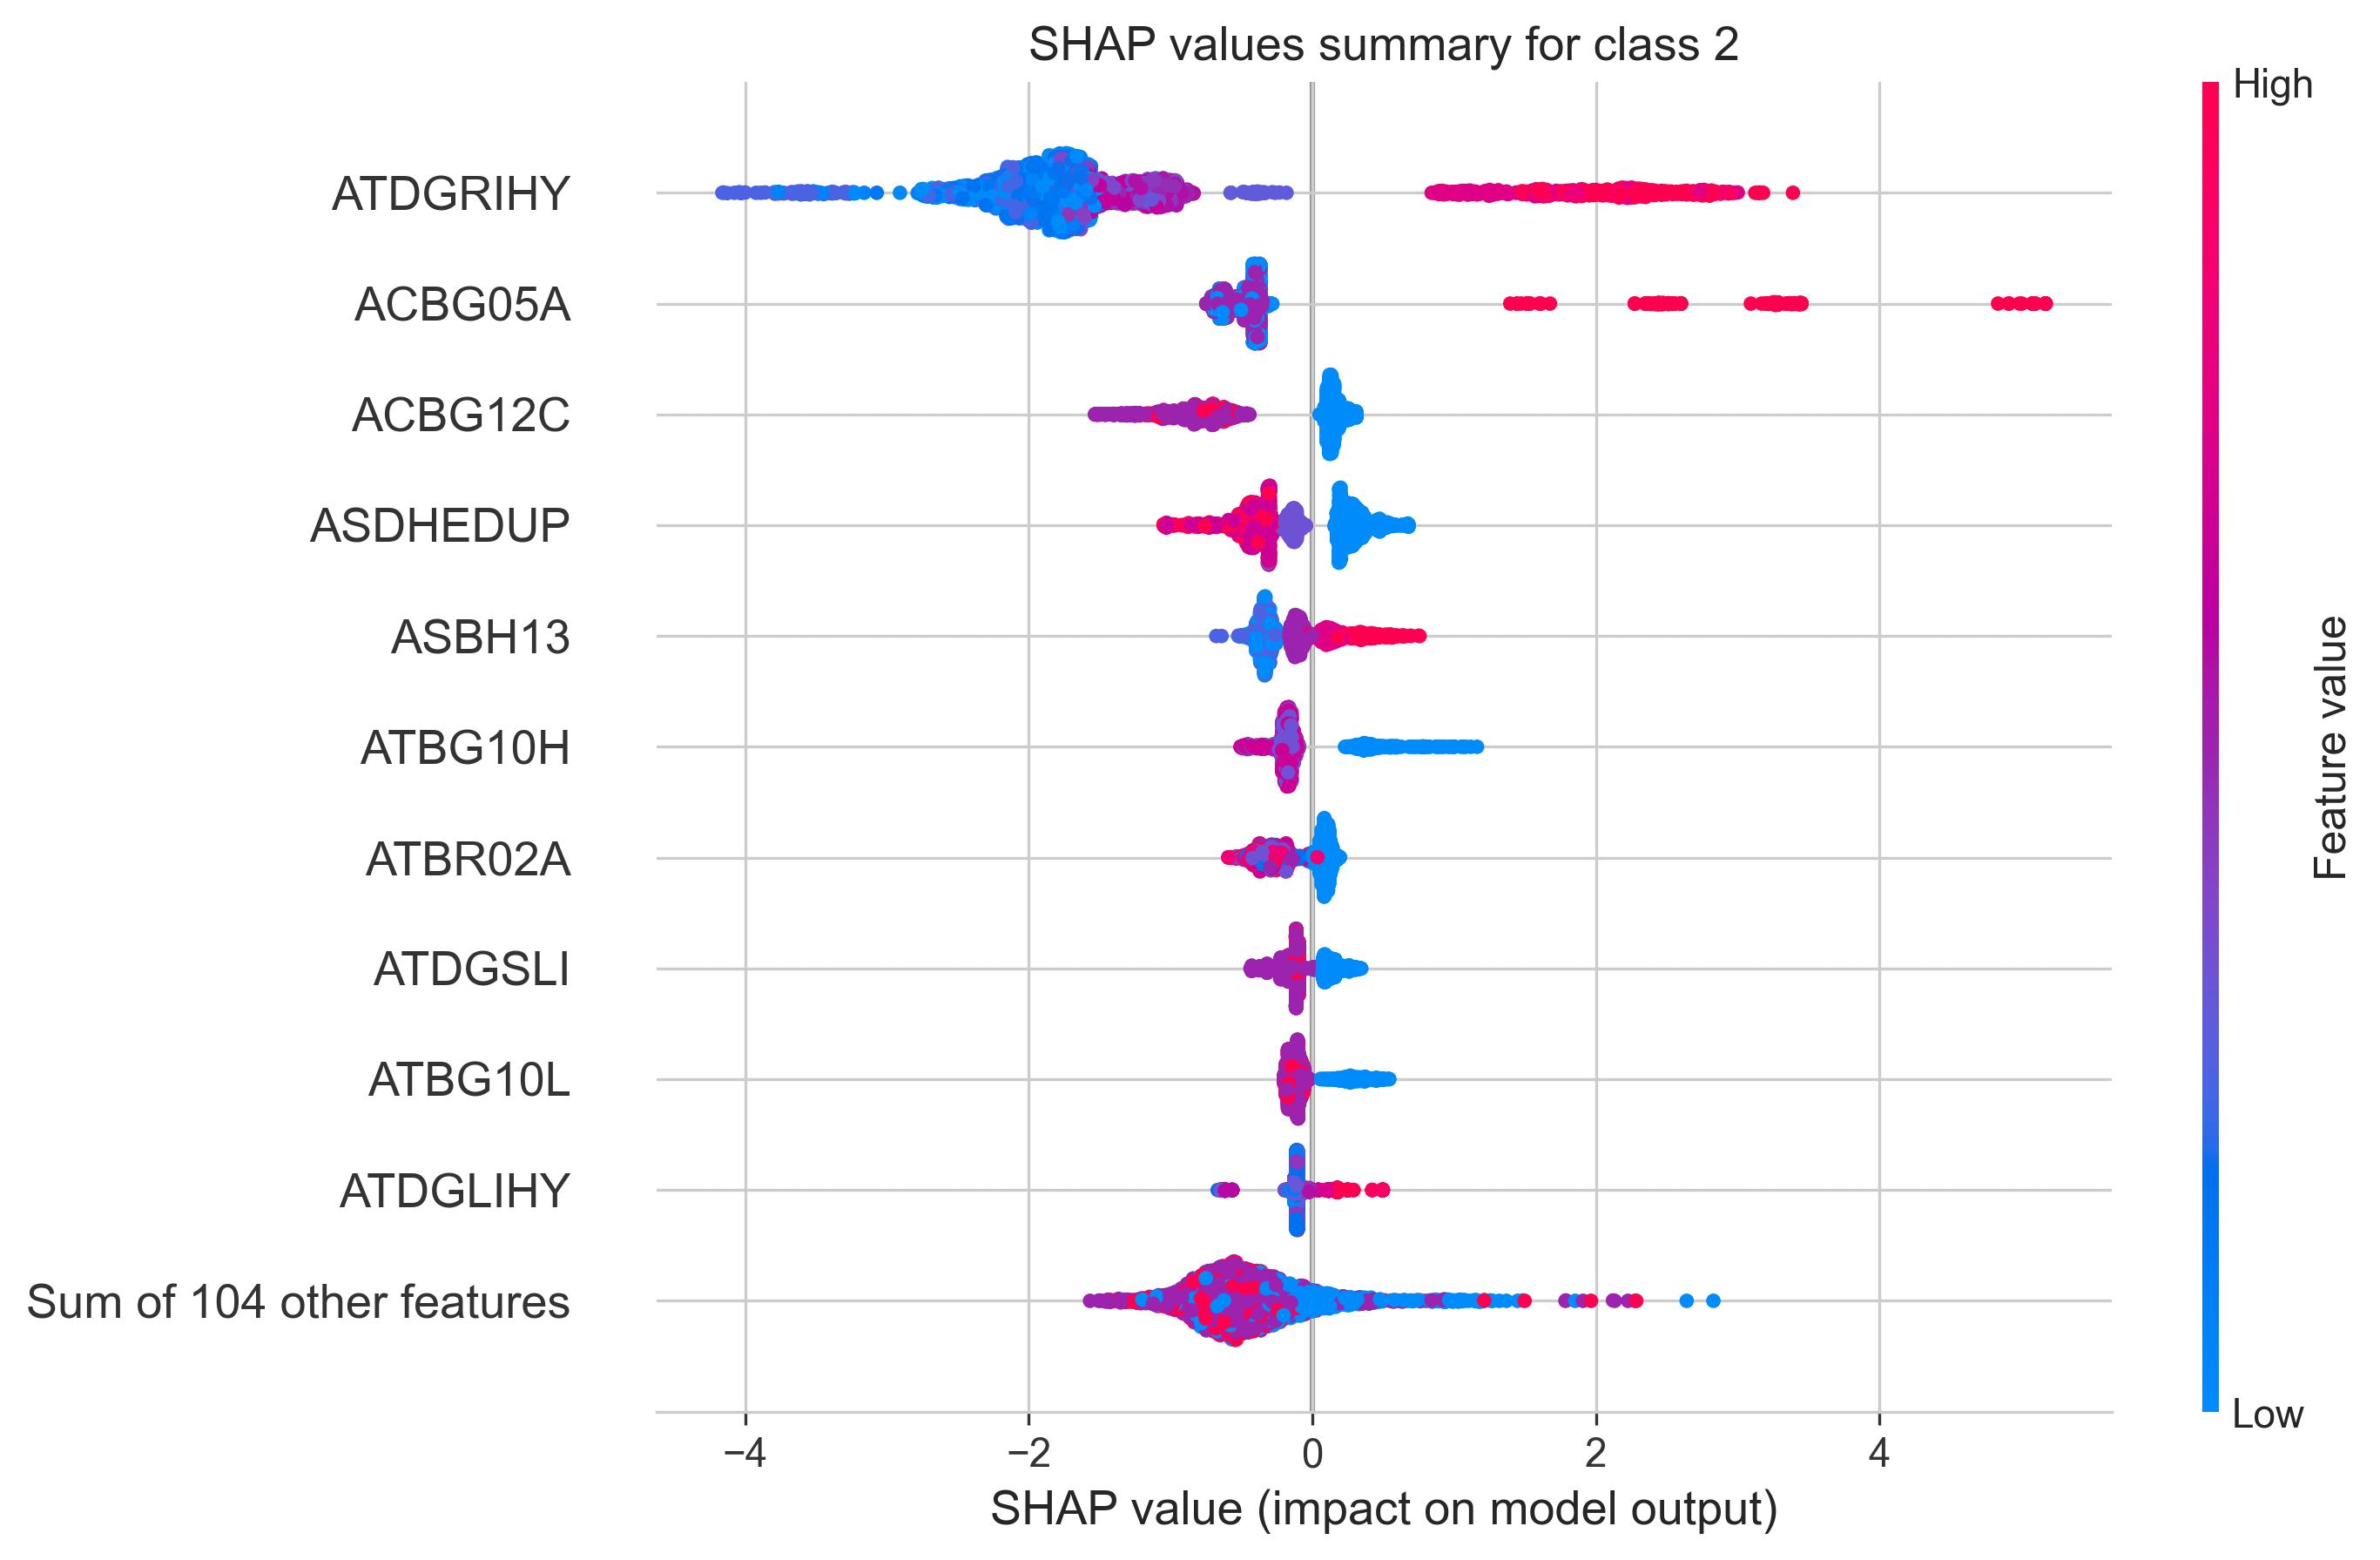 SHAP values summary for class 2
High
ATDGRIHY
ACBG05A
ACBG12C
ASDHEDUP
ASBH13
ATBG10H
ATBR02A
ATDGSLI
ATBG10L
ATDGLIHY
Sum of 104 other features
Feature value
Low
−4 −2 0 2 4
SHAP value (impact on model output)